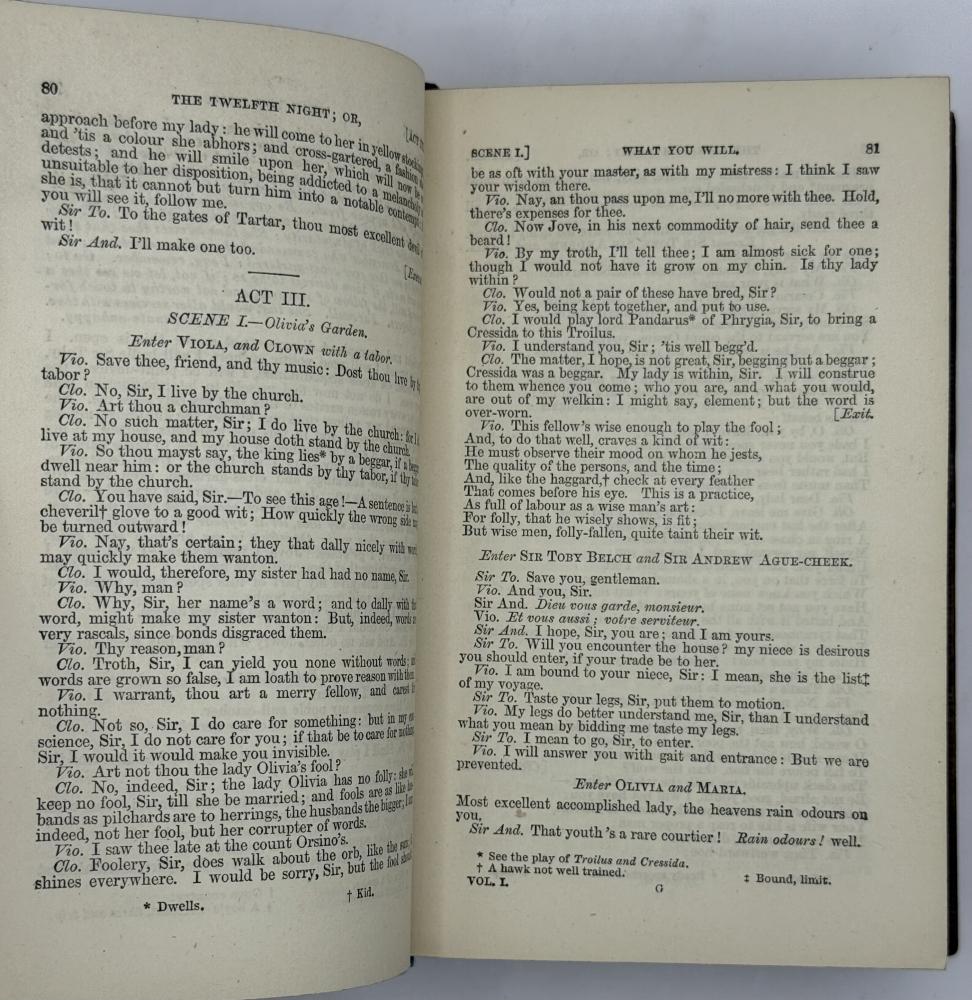 80
THE TWELFTH NIGHT; OR,
approach before my lady: he will come to her in yellow
and 'tis a colour she abhors; and cross-gartered, a fashion
detests; and he will smile upon her, which will now
unsuitable to her disposition, being addicted to a melancholy
she is, that it cannot but turn him into a notable
you will see it, follow me.
Sir To. To the gates of Tartar, thou most excellent
wit!
Sir And. I'll make one too.
ACT III.
SCENE I.—Olivia's Garden.
Enter VIOLA, and CLOWN with a tabor.
Vio. Save thee, friend, and thy music: Dost thou live
tabor?
Clo. No, Sir, I live by the church.
Vio. Art thou a churchman?
Clo. No such matter, Sir; I do live by the church:
live at my house, and my house doth stand by the church.
Vio. So thou mayst say, the king lies* by a beggar, if a
dwell near him: or the church stands by thy tabor, if thy
stand by the church.
Clo. You have said, Sir.—To see this age!—A sentence is
cheveril† glove to a good wit; How quickly the wrong side
be turned outward!
Vio. Nay, that's certain; they that dally nicely with
may quickly make them wanton.
Clo. I would, therefore, my sister had had no name, Sir.
Vio. Why, man?
Clo. Why, Sir, her name's a word; and to dally with
word, might make my sister wanton: But, indeed,
very rascals, since bonds disgraced them.
Vio. Thy reason, man?
Clo. Troth, Sir, I can yield you none without words;
words are grown so false, I am loath to prove reason with
Vio. I warrant, thou art a merry fellow, and
nothing.
Clo. Not so, Sir, I do care for something: but in my
science, Sir, I do not care for you; if that be to care for
Sir, I would it would make you invisible.
Vio. Art not thou the lady Olivia's fool?
Clo. No, indeed, Sir; the lady Olivia has no folly:
keep no fool, Sir, till she be married; and fools are as like
bands as pilchards are to herrings, the husbands the bigger;
indeed, not her fool, but her corrupter of words.
Vio. I saw thee late at the count Orsino's.
Clo. Foolery, Sir, does walk about the orb, like the
shines everywhere. I would be sorry, Sir, but the fool
* Dwells.
† Kid.
SCENE I.] WHAT YOU WILL. 81
be as oft with your master, as with my mistress: I think I saw
your wisdom there.
Vio. Nay, an thou pass upon me, I'll no more with thee. Hold,
there's expenses for thee.
Clo. Now Jove, in his next commodity of hair, send thee a
beard!
Vio. By my troth, I'll tell thee; I am almost sick for one;
though I would not have it grow on my chin. Is thy lady
within?
Clo. Would not a pair of these have bred, Sir?
Vio. Yes, being kept together, and put to use.
Clo. I would play lord Pandarus* of Phrygia, Sir, to bring a
Cressida to this Troilus.
Vio. I understand you, Sir; 'tis well begg'd.
Clo. The matter, I hope, is not great, Sir, begging but a beggar;
Cressida was a beggar. My lady is within, Sir. I will construe
to them whence you come; who you are, and what you would,
are out of my welkin: I might say, element; but the word is
over-worn. [Exit.
Vio. This fellow's wise enough to play the fool;
And, to do that well, craves a kind of wit:
He must observe their mood on whom he jests,
The quality of the persons, and the time;
And, like the haggard,† check at every feather
That comes before his eye. This is a practice,
As full of labour as a wise man's art:
For folly, that he wisely shows, is fit;
But wise men, folly-fallen, quite taint their wit.
Enter SIR TOBY BELCH and SIR ANDREW AGUE-CHEEK.
Sir To. Save you, gentleman.
Vio. And you, Sir.
Sir And. Dieu vous garde, monsieur.
Vio. Et vous aussi; votre serviteur.
Sir And. I hope, Sir, you are; and I am yours.
Sir To. Will you encounter the house? my niece is desirous
you should enter, if your trade be to her.
Vio. I am bound to your niece, Sir: I mean, she is the list‡
of my voyage.
Sir To. Taste your legs, Sir, put them to motion.
Vio. My legs do better understand me, Sir, than I understand
what you mean by bidding me taste my legs.
Sir To. I mean to go, Sir, to enter.
Vio. I will answer you with gait and entrance: But we are
prevented.
Enter OLIVIA and MARIA.
Most excellent accomplished lady, the heavens rain odours on
you,
Sir And. That youth's a rare courtier! Rain odours! well.
* See the play of Troilus and Cressida.
† A hawk not well trained.
‡ Bound, limit.
VOL. I.
G